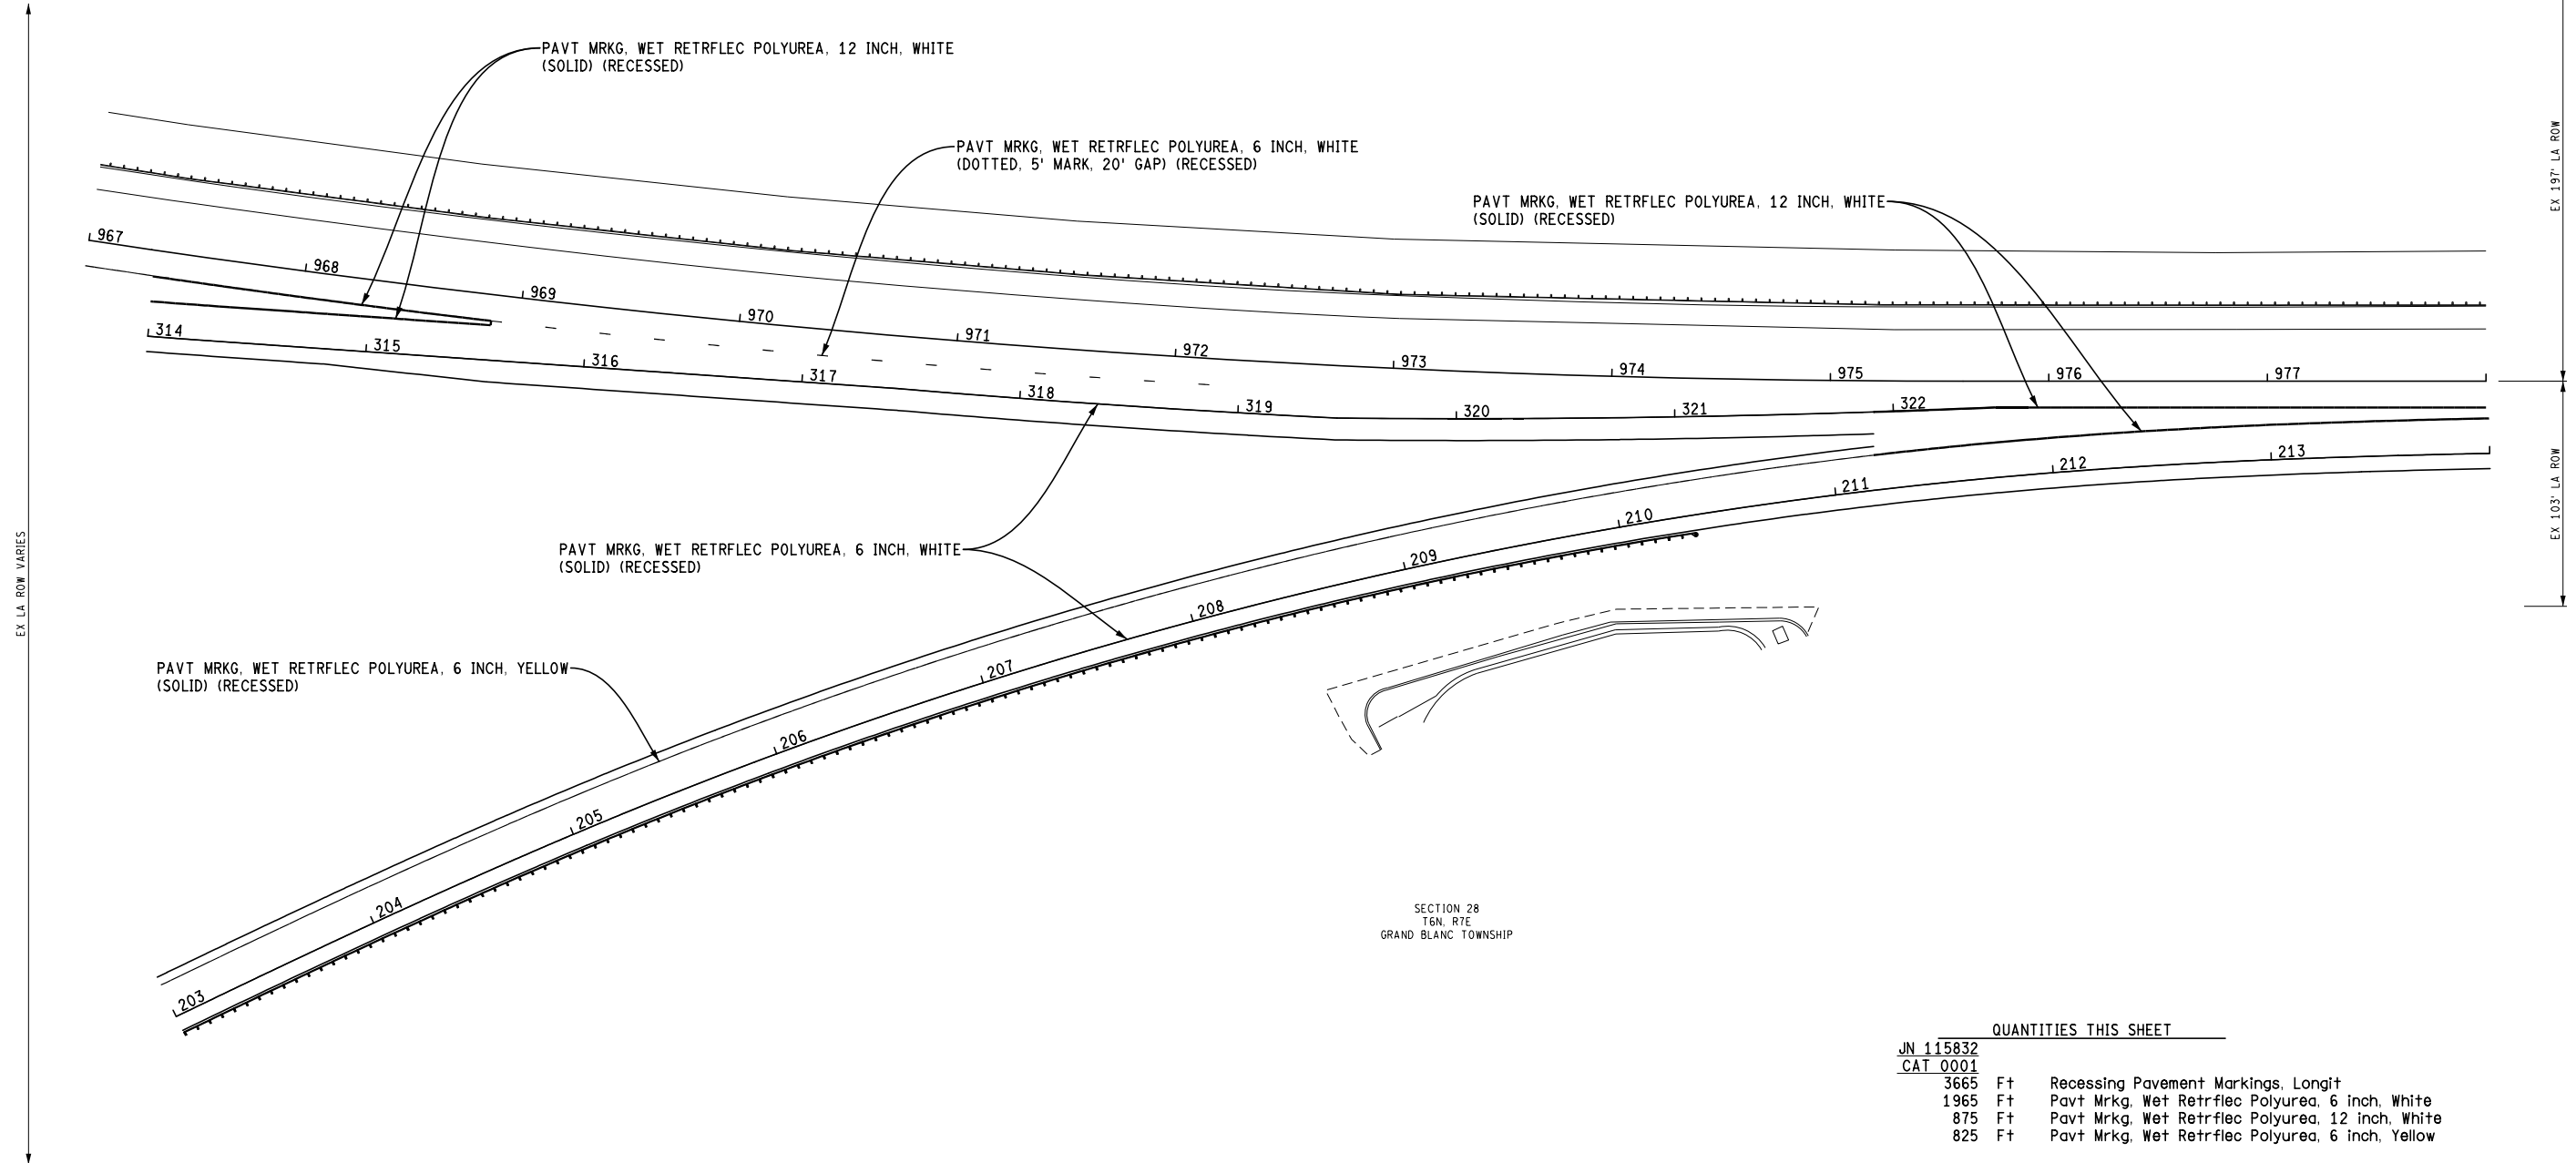 PAVT MRKG, WET RETRFLEC POLYUREA, 12 INCH, WHITE
(SOLID) (RECESSED)
PAVT MRKG, WET RETRFLEC POLYUREA, 6 INCH, WHITE
(DOTTED, 5' MARK, 20' GAP) (RECESSED)
PAVT MRKG, WET RETRFLEC POLYUREA, 12 INCH, WHITE
(SOLID) (RECESSED)
EX 197' LA ROW
967
968
969
970
971
972
973
974
975
976
977
314
315
316
317
318
319
320
321
322
EX 103' LA ROW
213
212
211
210
209
208
207
206
205
204
203
PAVT MRKG, WET RETRFLEC POLYUREA, 6 INCH, WHITE
(SOLID) (RECESSED)
EX LA ROW VARIES
PAVT MRKG, WET RETRFLEC POLYUREA, 6 INCH, YELLOW
(SOLID) (RECESSED)
SECTION 28
T6N, R7E
GRAND BLANC TOWNSHIP
QUANTITIES THIS SHEET
JN 115832
CAT 0001
3665 Ft Recessing Pavement Markings, Longit
1965 Ft Pavt Mrkg, Wet Retrflec Polyurea, 6 inch, White
875 Ft Pavt Mrkg, Wet Retrflec Polyurea, 12 inch, White
825 Ft Pavt Mrkg, Wet Retrflec Polyurea, 6 inch, Yellow